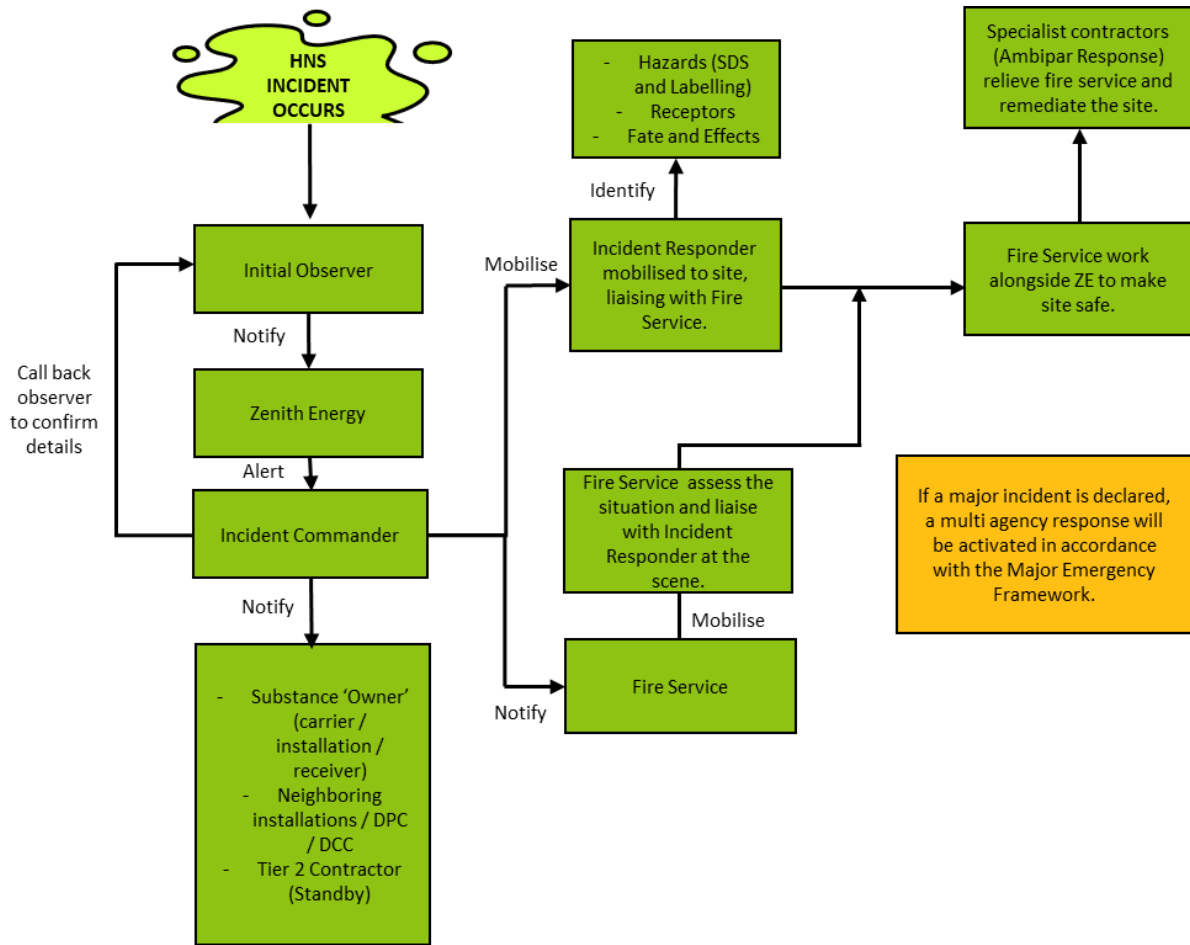 HNS
INCIDENT
OCCURS
Initial Observer
Notify
Zenith Energy
Alert
Incident Commander
Call back
observer
to confirm
details
Notify
- Substance ‘Owner’
(carrier /
installation /
receiver)
- Neighboring
installations / DPC
/ DCC
- Tier 2 Contractor
(Standby)
Mobilise
Notify
- Hazards (SDS
and Labelling)
- Receptors
- Fate and Effects
Identify
Incident Responder
mobilised to site,
liaising with Fire
Service.
Fire Service assess the
situation and liaise
with Incident
Responder at the
scene.
Mobilise
Fire Service
Specialist contractors
(Ambipar Response)
relieve fire service and
remediate the site.
Fire Service work
alongside ZE to make
site safe.
If a major incident is declared,
a multi agency response will
be activated in accordance
with the Major Emergency
Framework.